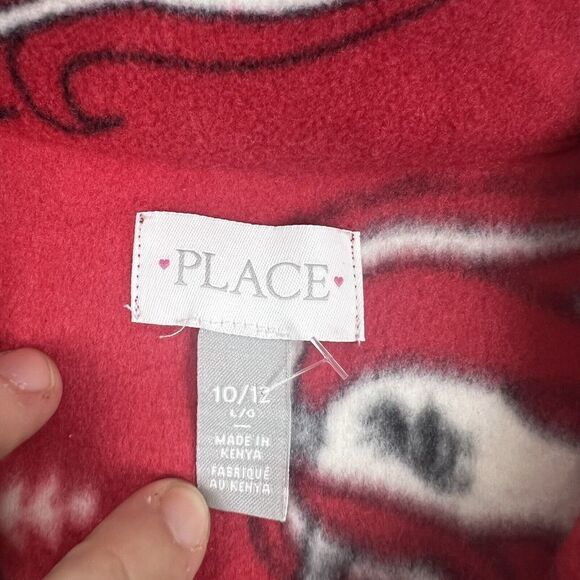 PLACE
10/12
L/G
MADE IN
KENYA
FABRIQUÉ
AU KENYA